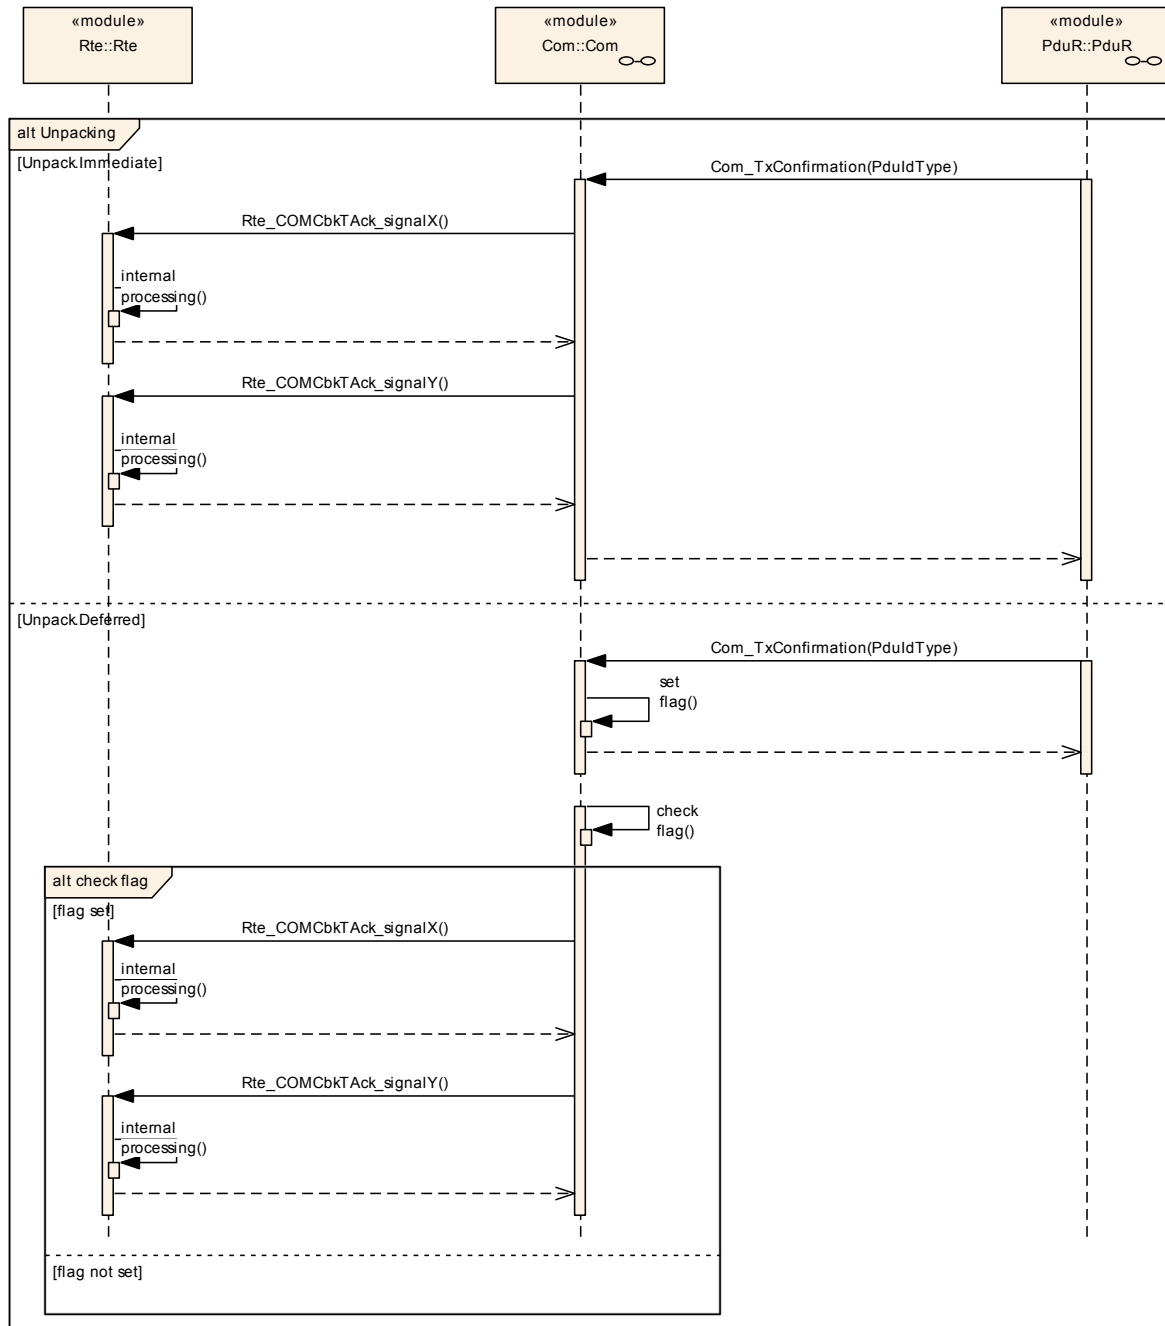 «module»
Rte::Rte
«module»
Com::Com
«module»
PduR::PduR
alt Unpacking
[Unpack.Immediate]
Com_TxConfirmation(PduIdType)
Rte_COMCbkTAck_signalX()
internal
processing()
Rte_COMCbkTAck_signalY()
internal
processing()
[Unpack.Deferred]
Com_TxConfirmation(PduIdType)
set
flag()
check
flag()
alt check flag
[flag set]
Rte_COMCbkTAck_signalX()
internal
processing()
Rte_COMCbkTAck_signalY()
internal
processing()
[flag not set]